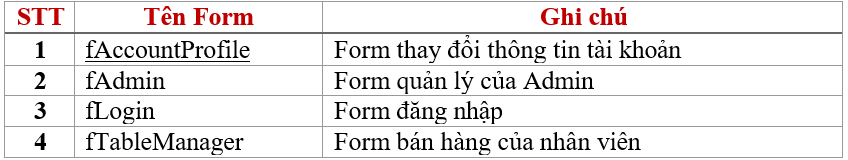 STT Tên Form Ghi chú
1 fAccountProfile Form thay đổi thông tin tài khoản
2 fAdmin Form quản lý của Admin
3 fLogin Form đăng nhập
4 fTableManager Form bán hàng của nhân viên